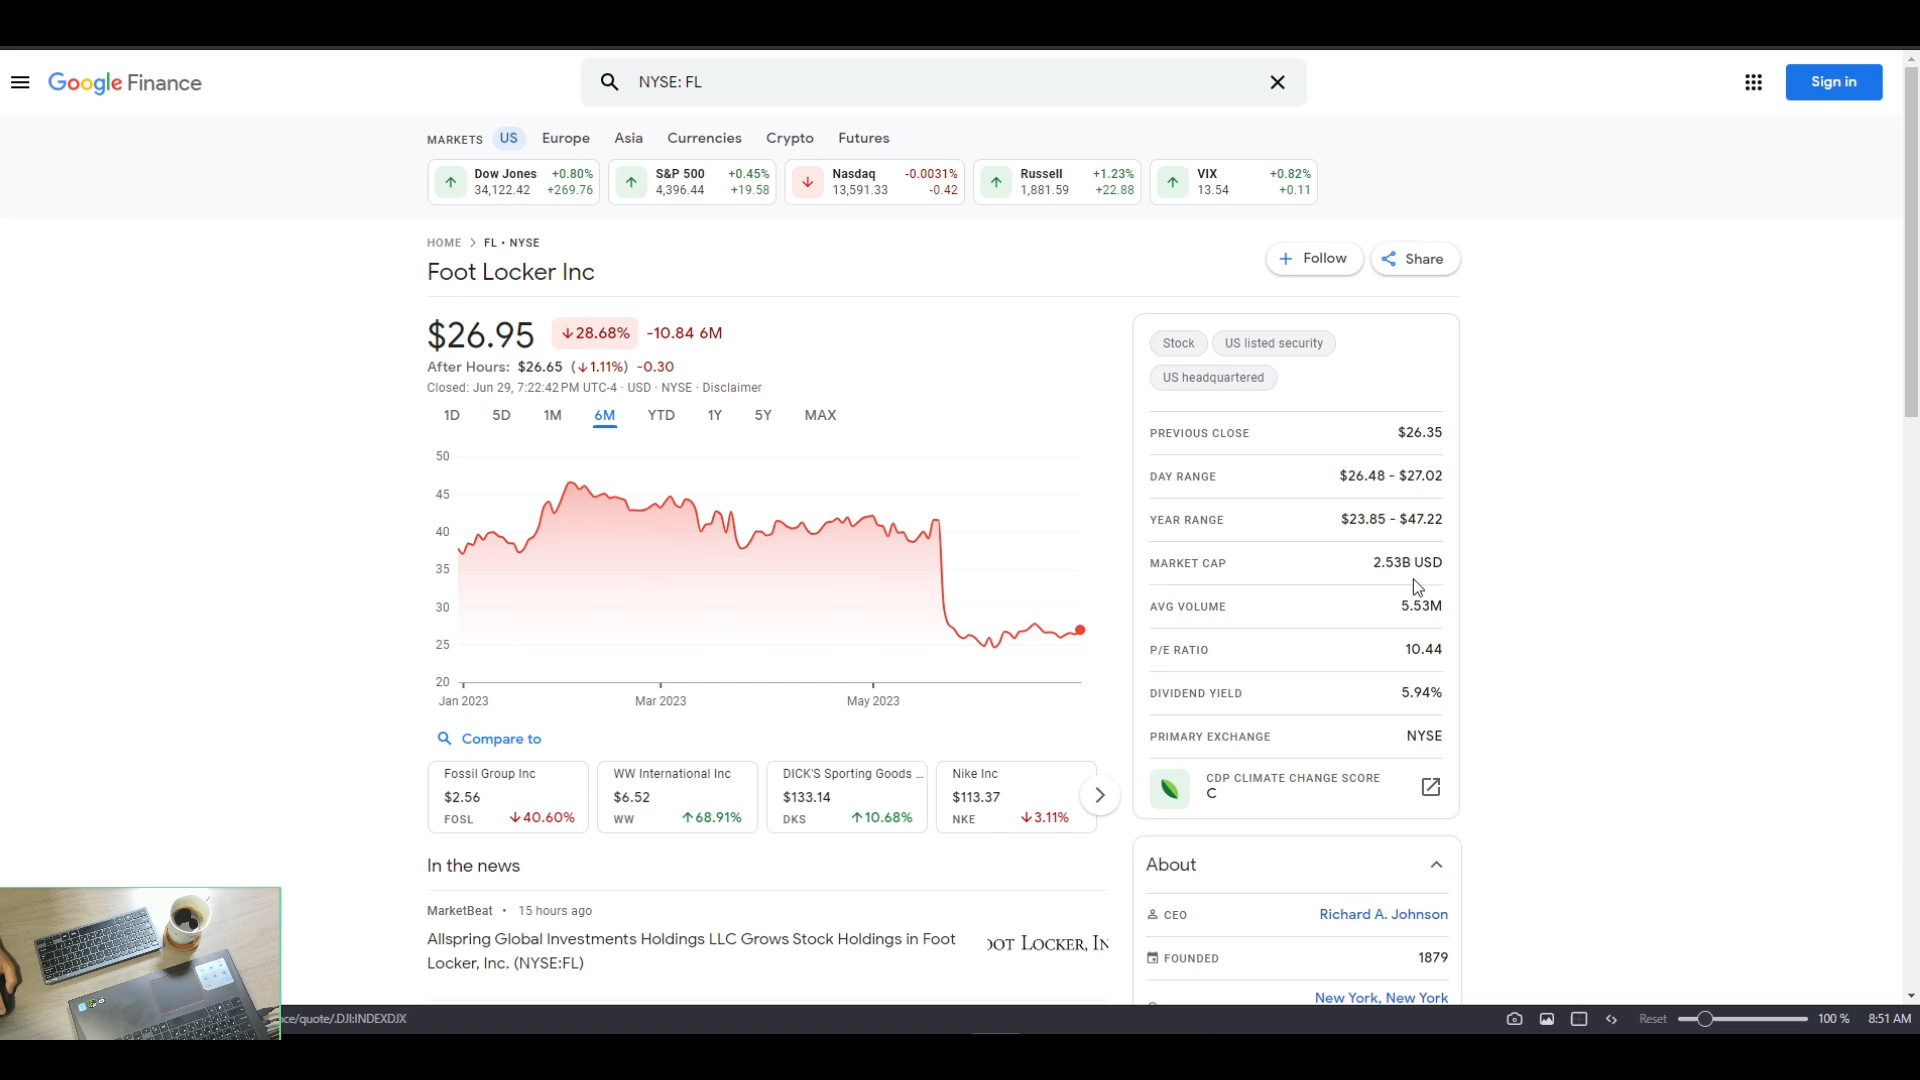 Google Finance
NYSE: FL
Sign in
MARKETS US Europe Asia Currencies Crypto Futures
Dow Jones +0.80%
34,122.42 +269.76
S&P 500 +0.45%
4,396.44 +19.58
Nasdaq -0.0031%
13,591.33 -0.42
Russell +1.23%
1,881.59 +22.88
VIX +0.82%
13.54 +0.11
HOME FL • NYSE
Foot Locker Inc
Follow
Share
$26.95 ↓28.68% -10.84 6M
After Hours: $26.65 (↓1.11%) -0.30
Closed: Jun 29, 7:22:42 PM UTC-4 · USD · NYSE · Disclaimer
1D 5D 1M 6M YTD 1Y 5Y MAX
50
45
40
35
30
25
20
Jan 2023 Mar 2023 May 2023
Compare to
Fossil Group Inc
$2.56
FOSL ↓40.60%
WW International Inc
$6.52
WW ↑68.91%
DICK'S Sporting Goods ...
$133.14
DKS ↑10.68%
Nike Inc
$113.37
NKE ↓3.11%
In the news
MarketBeat • 15 hours ago
Allspring Global Investments Holdings LLC Grows Stock Holdings in Foot
Locker, Inc. (NYSE:FL)
OOT LOCKER, IN
Stock US listed security
US headquartered
PREVIOUS CLOSE $26.35
DAY RANGE $26.48 - $27.02
YEAR RANGE $23.85 - $47.22
MARKET CAP 2.53B USD
AVG VOLUME 5.53M
P/E RATIO 10.44
DIVIDEND YIELD 5.94%
PRIMARY EXCHANGE NYSE
CDP CLIMATE CHANGE SCORE
C
About
CEO Richard A. Johnson
FOUNDED 1879
New York, New York
ce/quote/.DJI:INDEXDJX
Reset 100 % 8:51 AM